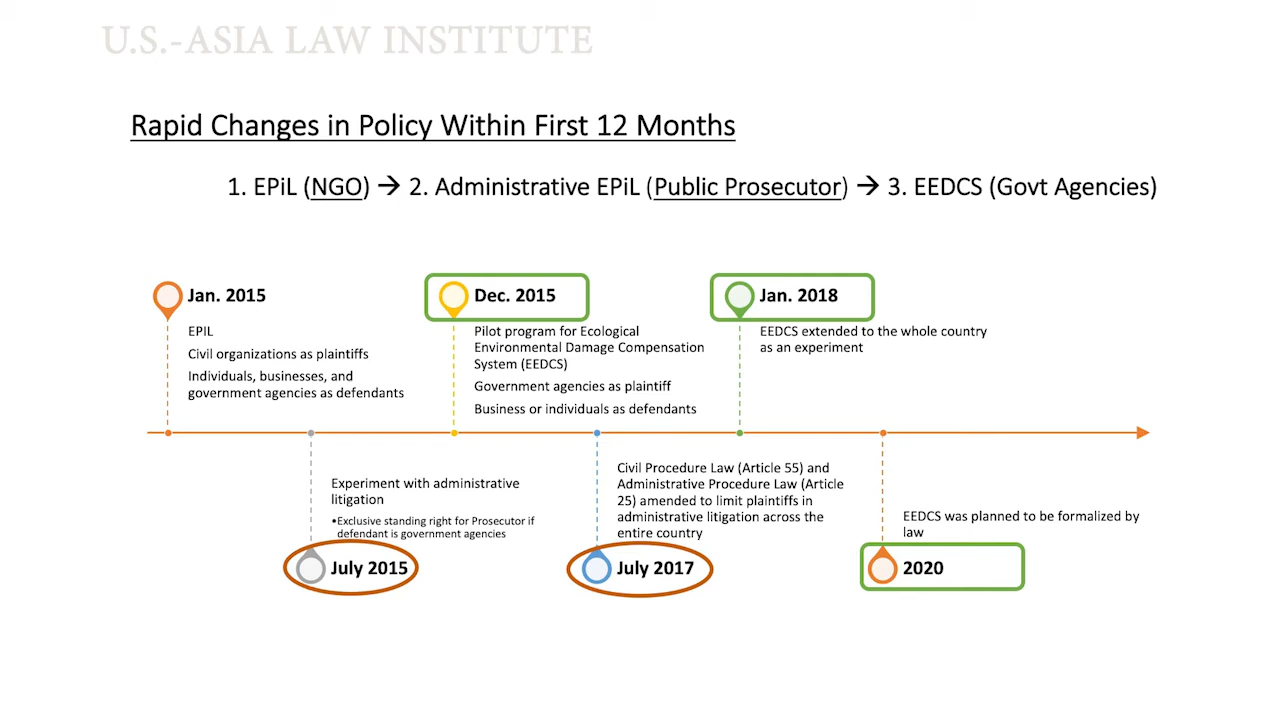 U.S.-ASIA LAW INSTITUTE
Rapid Changes in Policy Within First 12 Months
1. EPiL (NGO) → 2. Administrative EPiL (Public Prosecutor) → 3. EEDCS (Govt Agencies)
Jan. 2015
EPIL
Civil organizations as plaintiffs
Individuals, businesses, and
government agencies as defendants
Experiment with administrative
litigation
•Exclusive standing right for Prosecutor if
defendant is government agencies
July 2015
Dec. 2015
Pilot program for Ecological
Environmental Damage Compensation
System (EEDCS)
Government agencies as plaintiff
Business or individuals as defendants
Civil Procedure Law (Article 55) and
Administrative Procedure Law (Article
25) amended to limit plaintiffs in
administrative litigation across the
entire country
July 2017
Jan. 2018
EEDCS extended to the whole country
as an experiment
EEDCS was planned to be formalized by
law
2020